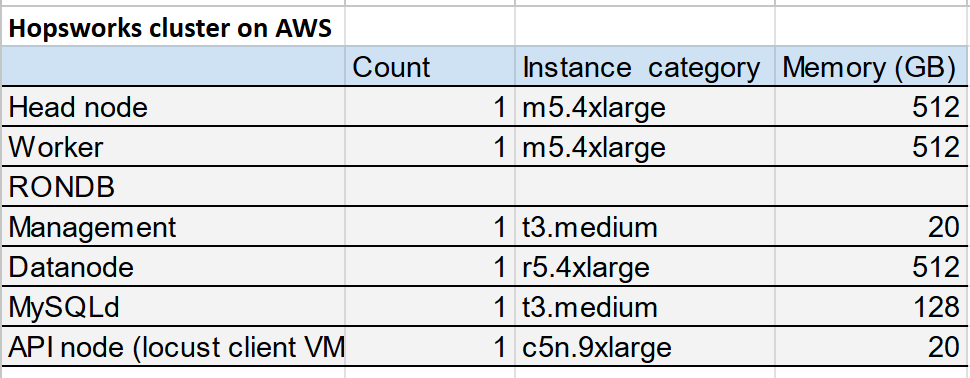 Hopsworks cluster on AWS
Count Instance category Memory (GB)
Head node 1 m5.4xlarge 512
Worker 1 m5.4xlarge 512
RONDB
Management 1 t3.medium 20
Datanode 1 r5.4xlarge 512
MySQLd 1 t3.medium 128
API node (locust client VM 1 c5n.9xlarge 20